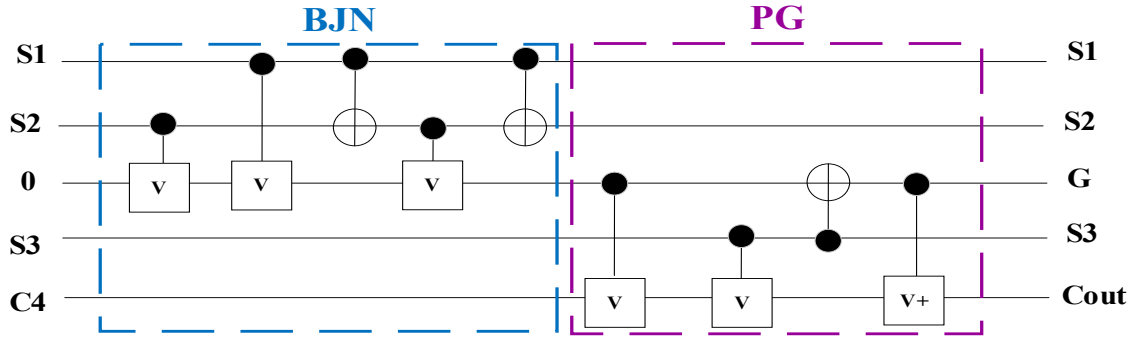 BJN PG
S1 S1
S2 S2
0 V V V G
S3 S3
C4 V V V+ Cout